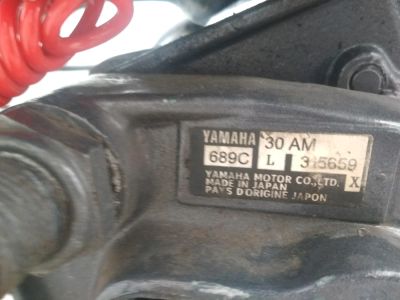 YAMAHA 30 AM
689C L 315659
YAMAHA MOTOR CO.,LTD. X
MADE IN JAPAN
PAYS D'ORIGINE JAPON